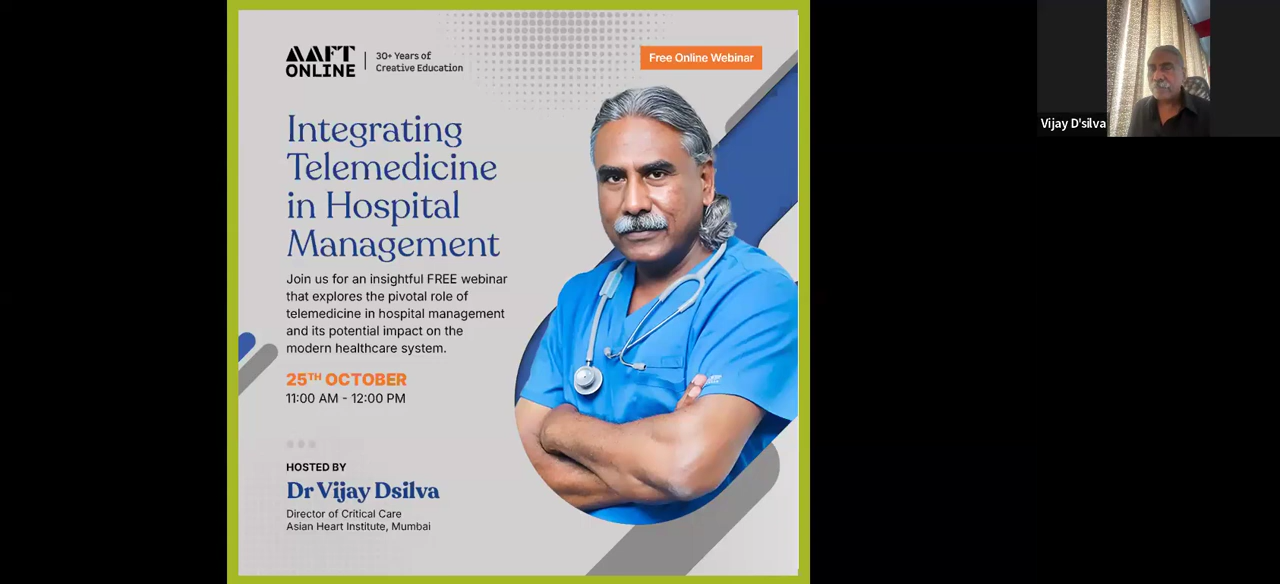 AAFT
ONLINE
30+ Years of
Creative Education
Free Online Webinar
Integrating
Telemedicine
in Hospital
Management
Join us for an insightful FREE webinar
that explores the pivotal role of
telemedicine in hospital management
and its potential impact on the
modern healthcare system.
25TH OCTOBER
11:00 AM - 12:00 PM
HOSTED BY
Dr Vijay Dsilva
Director of Critical Care
Asian Heart Institute, Mumbai
Vijay D'silva